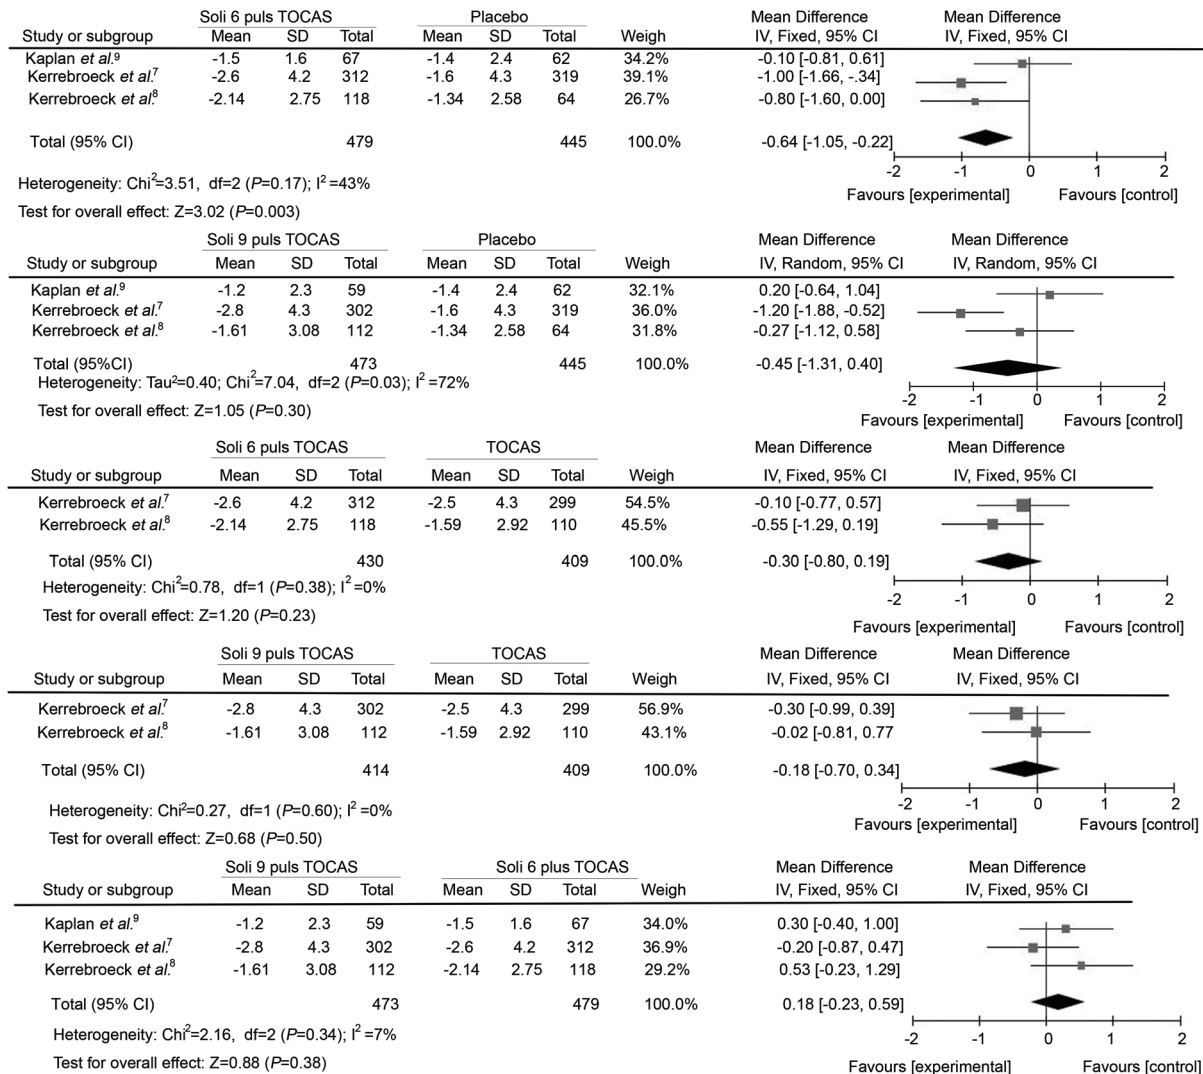 Soli 6 puls TOCAS Placebo Mean Difference Mean Difference
Study or subgroup Mean SD Total Mean SD Total Weigh IV, Fixed, 95% CI IV, Fixed, 95% CI
Kaplan et al.⁹ -1.5 1.6 67 -1.4 2.4 62 34.2% -0.10 [-0.81, 0.61]
Kerrebroeck et al.⁷ -2.6 4.2 312 -1.6 4.3 319 39.1% -1.00 [-1.66, -.34]
Kerrebroeck et al.⁸ -2.14 2.75 118 -1.34 2.58 64 26.7% -0.80 [-1.60, 0.00]
Total (95% CI) 479 445 100.0% -0.64 [-1.05, -0.22]
-2 -1 0 1 2
Heterogeneity: Chi²=3.51, df=2 (P=0.17); I²=43%
Favours [experimental] Favours [control]
Test for overall effect: Z=3.02 (P=0.003)
Soli 9 puls TOCAS Placebo Mean Difference Mean Difference
Study or subgroup Mean SD Total Mean SD Total Weigh IV, Random, 95% CI IV, Random, 95% CI
Kaplan et al.⁹ -1.2 2.3 59 -1.4 2.4 62 32.1% 0.20 [-0.64, 1.04]
Kerrebroeck et al.⁷ -2.8 4.3 302 -1.6 4.3 319 36.0% -1.20 [-1.88, -0.52]
Kerrebroeck et al.⁸ -1.61 3.08 112 -1.34 2.58 64 31.8% -0.27 [-1.12, 0.58]
Total (95%CI) 473 445 100.0% -0.45 [-1.31, 0.40]
Heterogeneity: Tau²=0.40; Chi²=7.04, df=2 (P=0.03); I²=72%
-2 -1 0 1 2
Test for overall effect: Z=1.05 (P=0.30)
Favours [experimental] Favours [control]
Soli 6 puls TOCAS TOCAS Mean Difference Mean Difference
Study or subgroup Mean SD Total Mean SD Total Weigh IV, Fixed, 95% CI IV, Fixed, 95% CI
Kerrebroeck et al.⁷ -2.6 4.2 312 -2.5 4.3 299 54.5% -0.10 [-0.77, 0.57]
Kerrebroeck et al.⁸ -2.14 2.75 118 -1.59 2.92 110 45.5% -0.55 [-1.29, 0.19]
Total (95% CI) 430 409 100.0% -0.30 [-0.80, 0.19]
Heterogeneity: Chi²=0.78, df=1 (P=0.38); I²=0%
-2 -1 0 1 2
Test for overall effect: Z=1.20 (P=0.23)
Favours [experimental] Favours [control]
Soli 9 puls TOCAS TOCAS Mean Difference Mean Difference
Study or subgroup Mean SD Total Mean SD Total Weigh IV, Fixed, 95% CI IV, Fixed, 95% CI
Kerrebroeck et al.⁷ -2.8 4.3 302 -2.5 4.3 299 56.9% -0.30 [-0.99, 0.39]
Kerrebroeck et al.⁸ -1.61 3.08 112 -1.59 2.92 110 43.1% -0.02 [-0.81, 0.77
Total (95% CI) 414 409 100.0% -0.18 [-0.70, 0.34]
-2 -1 0 1 2
Heterogeneity: Chi²=0.27, df=1 (P=0.60); I²=0%
Favours [experimental] Favours [control]
Test for overall effect: Z=0.68 (P=0.50)
Soli 9 puls TOCAS Soli 6 plus TOCAS Mean Difference Mean Difference
Study or subgroup Mean SD Total Mean SD Total Weigh IV, Fixed, 95% CI IV, Fixed, 95% CI
Kaplan et al.⁹ -1.2 2.3 59 -1.5 1.6 67 34.0% 0.30 [-0.40, 1.00]
Kerrebroeck et al.⁷ -2.8 4.3 302 -2.6 4.2 312 36.9% -0.20 [-0.87, 0.47]
Kerrebroeck et al.⁸ -1.61 3.08 112 -2.14 2.75 118 29.2% 0.53 [-0.23, 1.29]
Total (95% CI) 473 479 100.0% 0.18 [-0.23, 0.59]
Heterogeneity: Chi²=2.16, df=2 (P=0.34); I²=7%
-2 -1 0 1 2
Test for overall effect: Z=0.88 (P=0.38)
Favours [experimental] Favours [control]